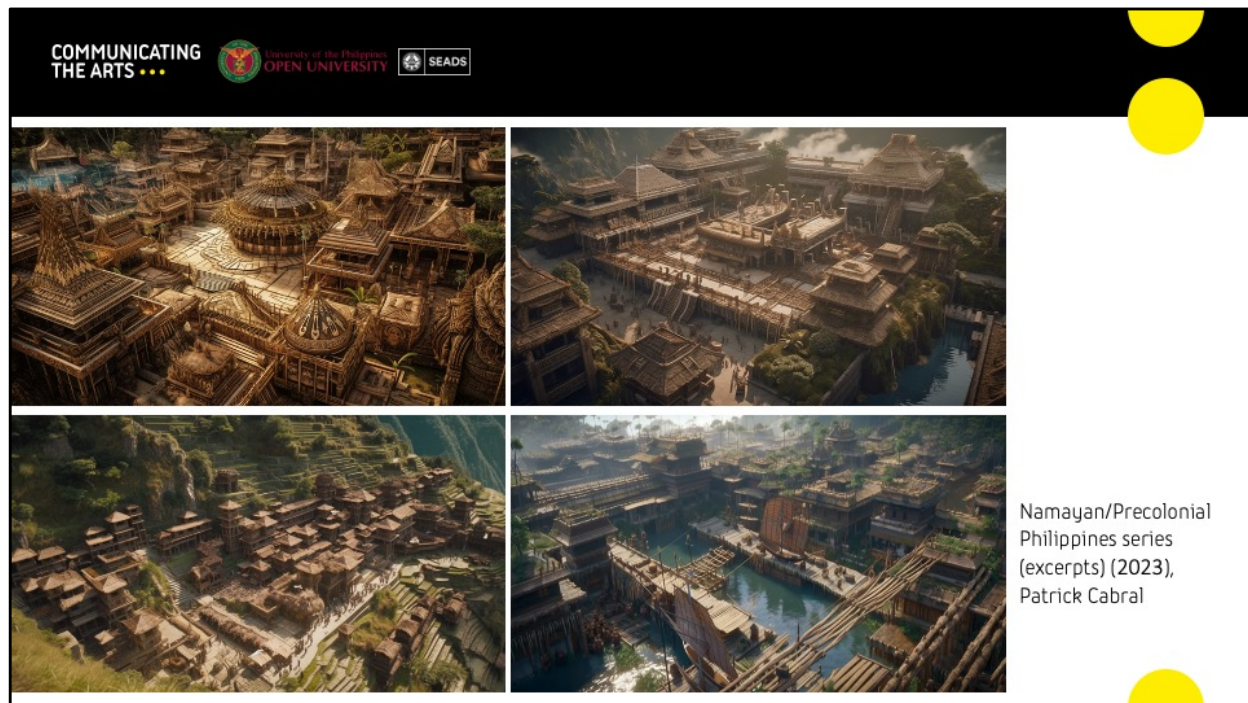 COMMUNICATING
THE ARTS
University of the Philippines
OPEN UNIVERSITY
SEADS
Namayan/Precolonial
Philippines series
(excerpts) (2023),
Patrick Cabral